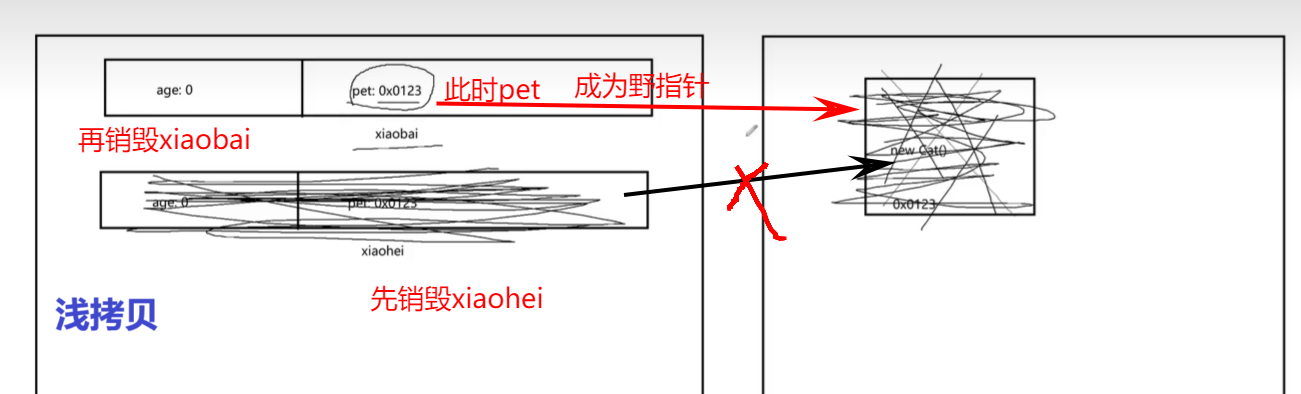 age: 0 pet: 0x0123 此时pet 成为野指针
再销毁xiaobai xiaobai
new Cat()
age: 0 pet: 0x0123 0x0123
xiaohei
浅拷贝 先销毁xiaohei